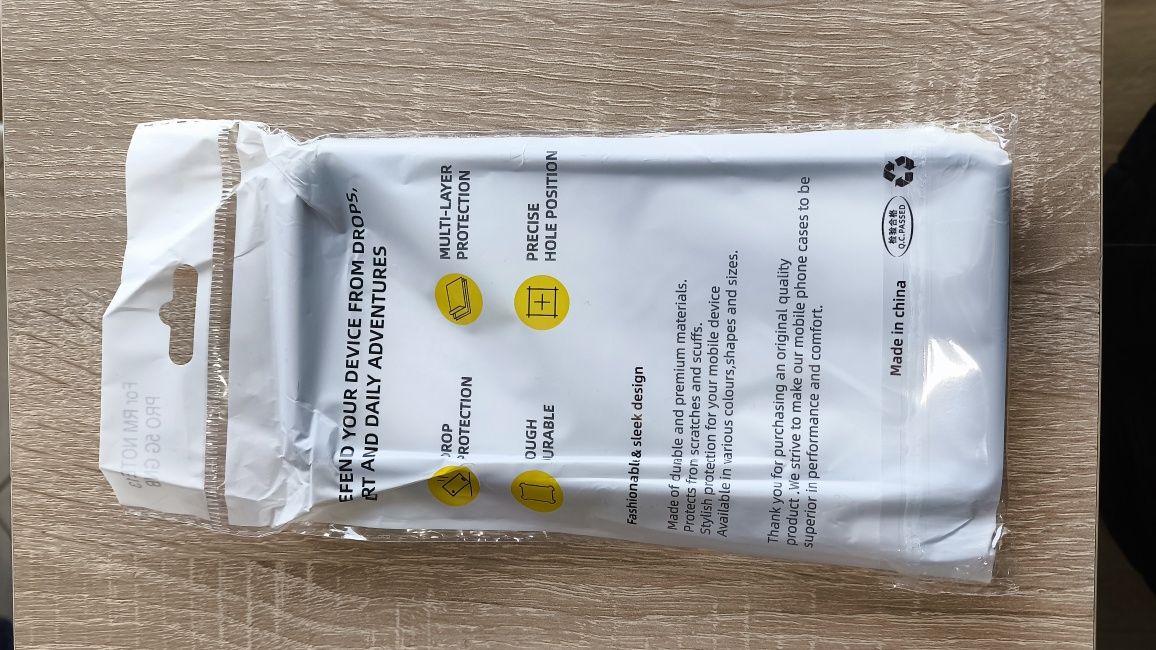 EFEND YOUR DEVICE FROM DROPS,
RT AND DAILY ADVENTURES
DROP
PROTECTION
MULTI-LAYER
PROTECTION
OUGH
URABLE
PRECISE
HOLE POSITION
Fashionable & sleek design
Made of durable and premium materials.
Protects from scratches and scuffs.
Stylish protection for your mobile device
Available in various colours,shapes and sizes.
Thank you for purchasing an original quality
product .We strive to make our mobile phone cases to be
superior in performance and comfort.
Made in china
检验合格
Q.C.PASSED
For RM NOTE 13
PRO 5G